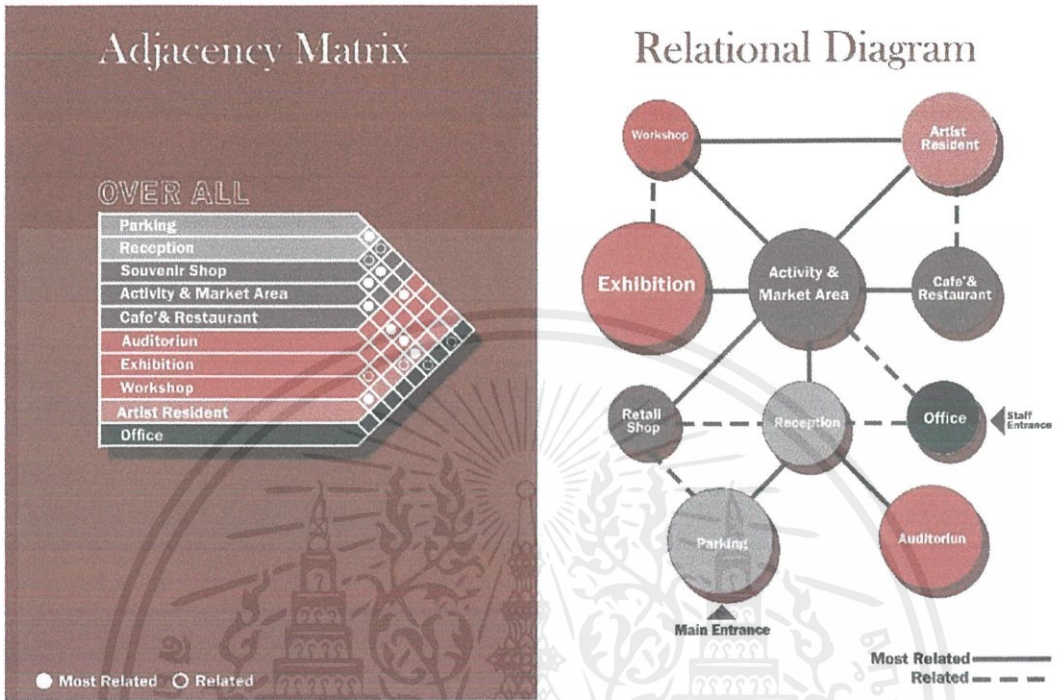 Adjacency Matrix
OVER ALL
Parking
Reception
Souvenir Shop
Activity & Market Area
Cafe'& Restaurant
Auditoriun
Exhibition
Workshop
Artist Resident
Office
Most Related
Related
Relational Diagram
Workshop
Artist
Resident
Exhibition
Activity &
Market Area
Cafe'&
Restaurant
Retail
Shop
Reception
Office
Staff
Entrance
Parking
Auditoriun
Main Entrance
Most Related
Related